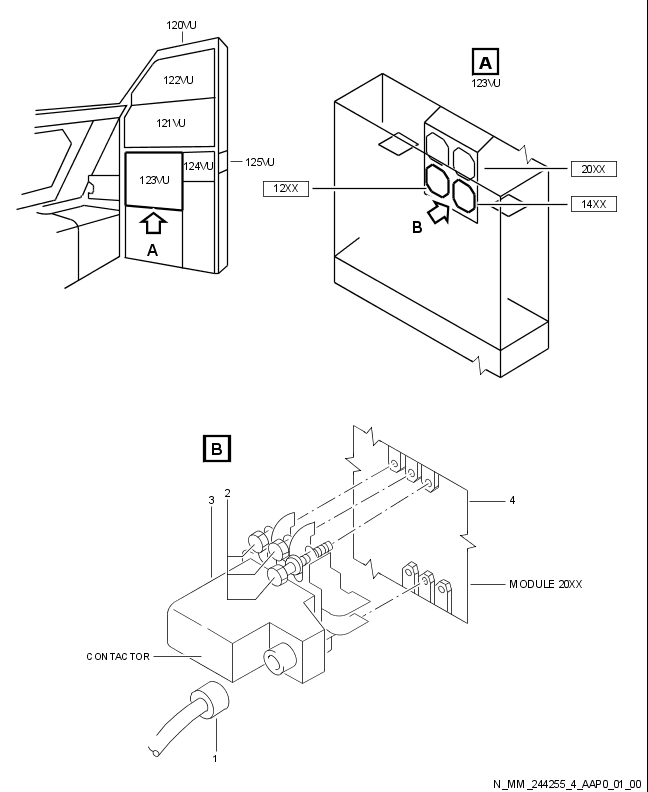 120VU
122VU
121VU
124VU
125VU
123VU
A
A
123VU
20XX
12XX
14XX
B
B
2
3
4
MODULE 20XX
CONTACTOR
1
N_MM_244255_4_AAP0_01_00